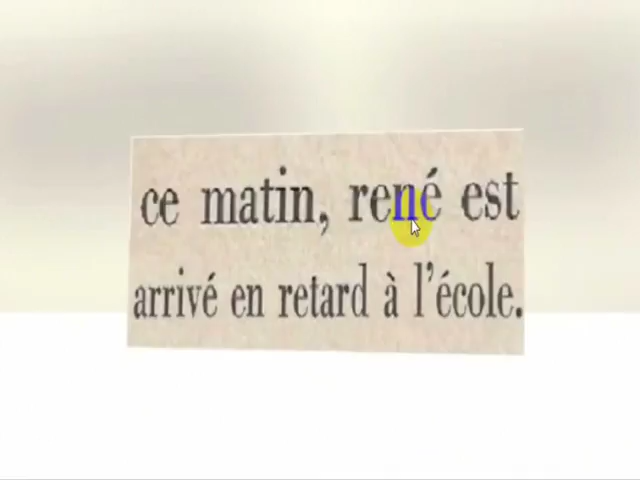 ce matin, rené est
arrivé en retard à l'école.